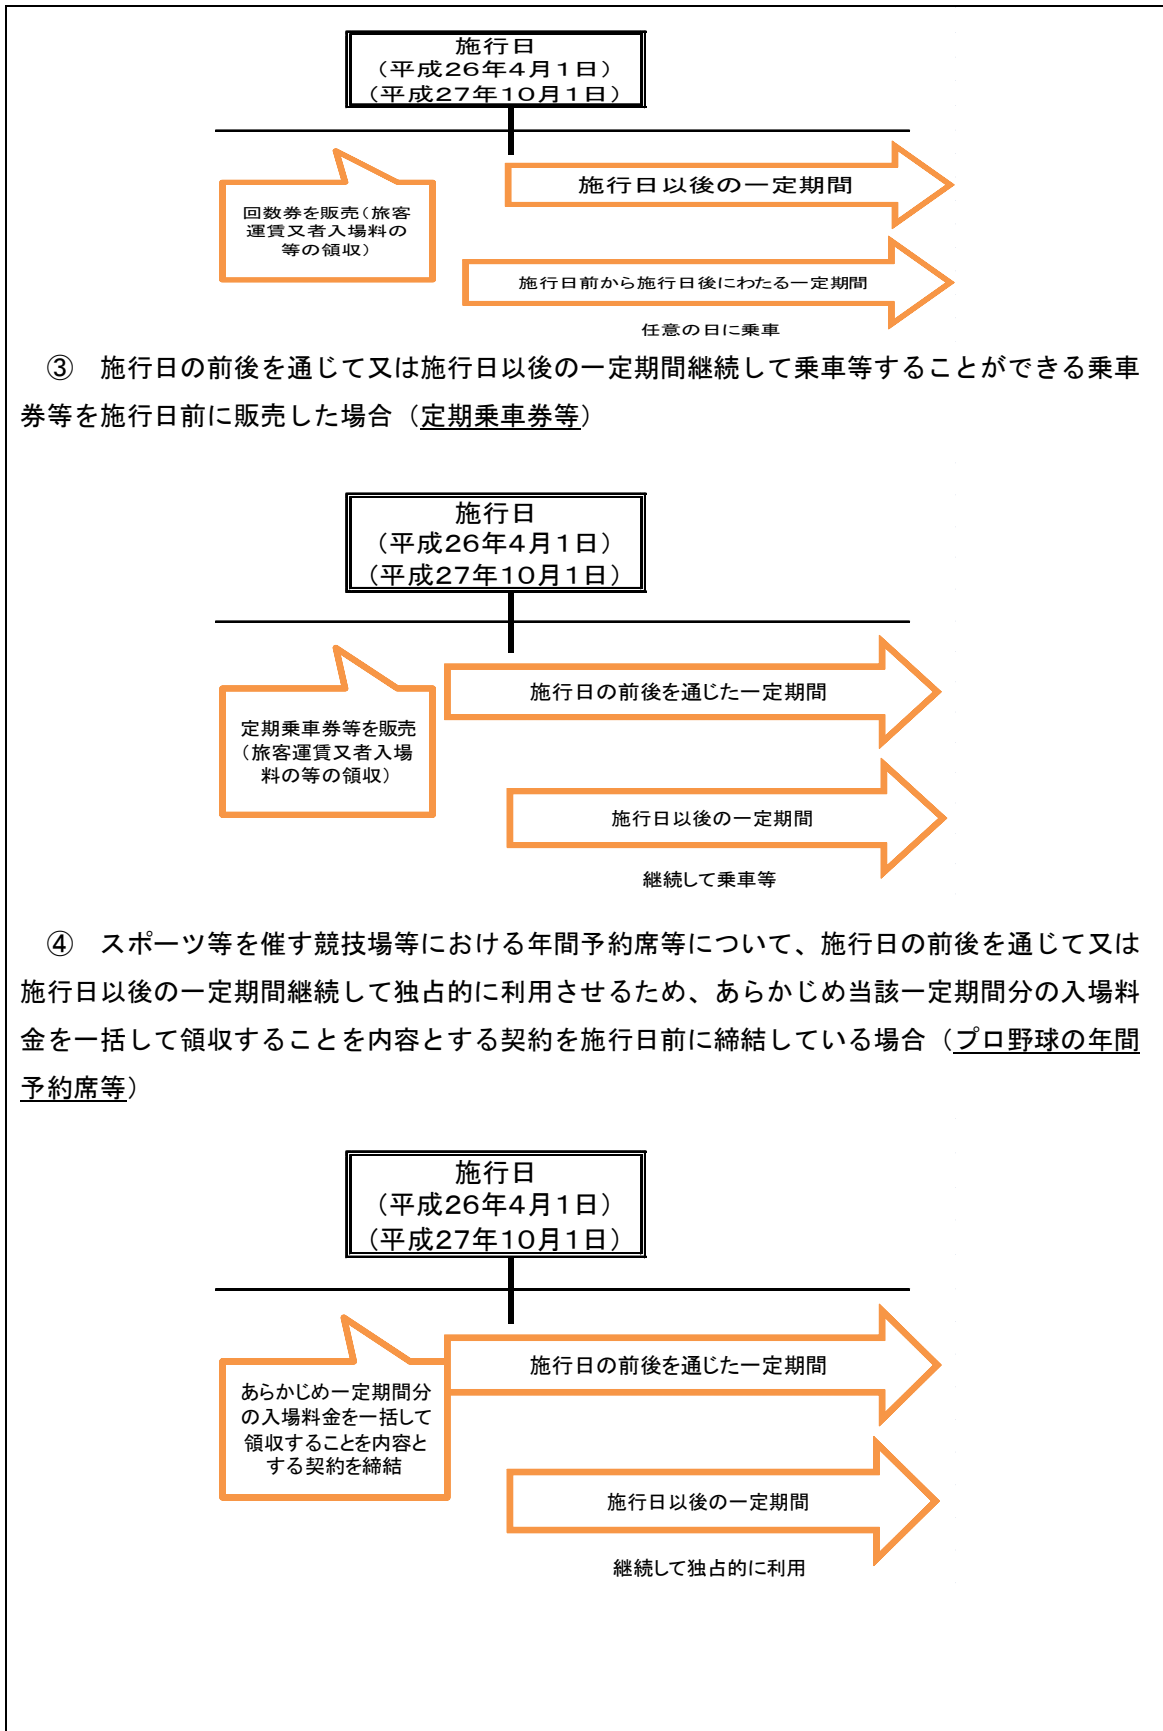 施行日
（平成26年4月1日）
（平成27年10月1日）
施行日以後の一定期間
回数券を販売（旅客
運賃又者入場料の
等の領収）
施行日前から施行日後にわたる一定期間
任意の日に乗車
③　施行日の前後を通じて又は施行日以後の一定期間継続して乗車等することができる乗車
券等を施行日前に販売した場合（定期乗車券等）
施行日
（平成26年4月1日）
（平成27年10月1日）
施行日の前後を通じた一定期間
定期乗車券等を販売
（旅客運賃又者入場
料の等の領収）
施行日以後の一定期間
継続して乗車等
④　スポーツ等を催す競技場等における年間予約席等について、施行日の前後を通じて又は
施行日以後の一定期間継続して独占的に利用させるため、あらかじめ当該一定期間分の入場料
金を一括して領収することを内容とする契約を施行日前に締結している場合（プロ野球の年間
予約席等）
施行日
（平成26年4月1日）
（平成27年10月1日）
施行日の前後を通じた一定期間
あらかじめ一定期間分
の入場料金を一括して
領収することを内容と
する契約を締結
施行日以後の一定期間
継続して独占的に利用